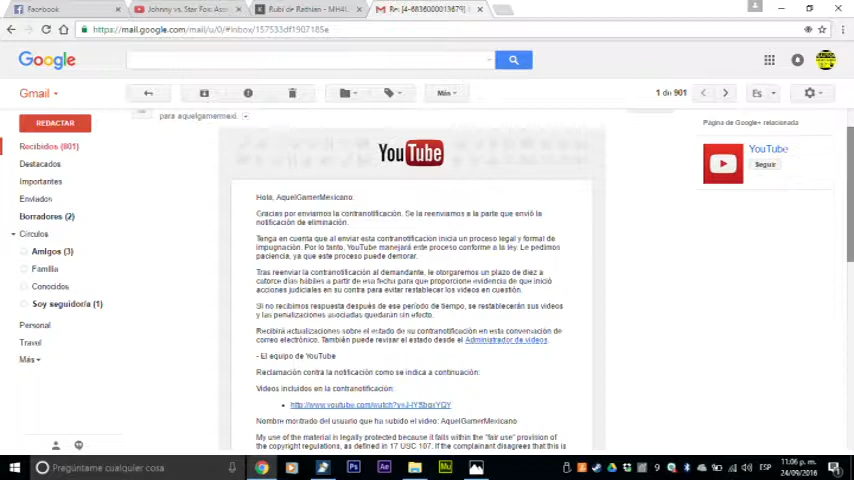 Facebook
Johnny vs. Star Fox: Ass
Rubí de Rathian - MH4U
Re: [4-6836000013679]
https://mail.google.com/mail/u/0/#inbox/157533df1907185e
Google
Gmail
Más
1 de 901
Es
REDACTAR
Recibidos (801)
Destacados
Importantes
Enviados
Borradores (2)
Círculos
Amigos (3)
Familia
Conocidos
Soy seguidor/a (1)
Personal
Travel
Más
para aquelgamermexi.
YouTube
Hola, AquelGamerMexicano:
Gracias por enviarnos la contranotificación. Se la reenviamos a la parte que envió la
notificación de eliminación.
Tenga en cuenta que al enviar esta contranotificación inicia un proceso legal y formal de
impugnación. Por lo tanto, YouTube manejará este proceso conforme a la ley. Le pedimos
paciencia, ya que este proceso puede demorar.
Tras reenviar la contranotificación al demandante, le otorgaremos un plazo de diez a
catorce días hábiles a partir de esa fecha para que proporcione evidencia de que inició
acciones judiciales en su contra para evitar restablecer los videos en cuestión.
Si no recibimos respuesta después de ese período de tiempo, se restablecerán sus videos
y las penalizaciones asociadas quedarán sin efecto.
Recibirá actualizaciones sobre el estado de su contranotificación en esta conversación de
correo electrónico. También puede revisar el estado desde el Administrador de videos.
- El equipo de YouTube
Reclamación contra la notificación como se indica a continuación:
Videos incluidos en la contranotificación:
Nombre mostrado del usuario que ha subido el video: AquelGamerMexicano
My use of the material is legally protected because it falls within the "fair use" provision of
the copyright regulations, as defined in 17 USC 107. If the complainant disagrees that this is
Página de Google+ relacionada
YouTube
Seguir
Pregúntame cualquier cosa
Ps
Ae
Mu
9
ESP
11:06 p. m.
24/09/2016